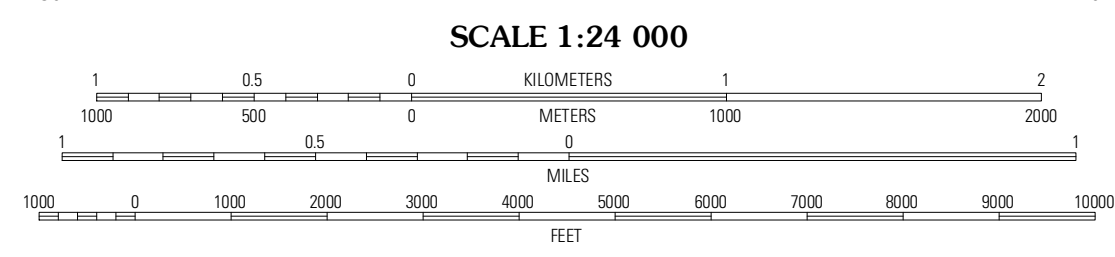 SCALE 1:24 000
1 0.5 0 KILOMETERS 1 2
1000 500 0 METERS 1000 2000
1 0.5 0 1
MILES
1000 0 1000 2000 3000 4000 5000 6000 7000 8000 9000 10000
FEET